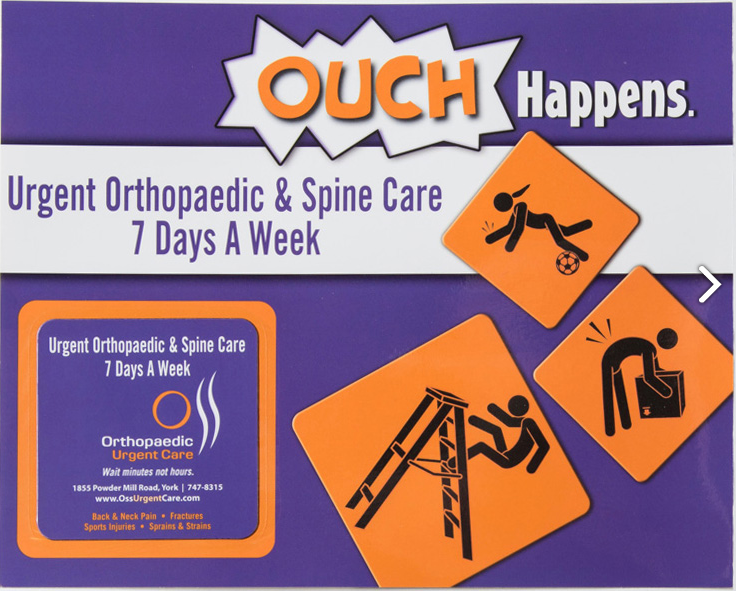 OUCH Happens.
Urgent Orthopaedic & Spine Care
7 Days A Week
Urgent Orthopaedic & Spine Care
7 Days A Week
Orthopaedic
Urgent Care
Wait minutes not hours.
1855 Powder Mill Road, York | 747-8315
www.OssUrgentCare.com
Back & Neck Pain • Fractures
Sports Injuries • Sprains & Strains